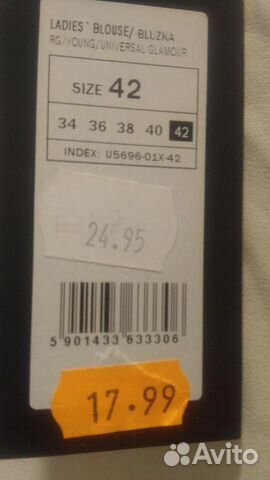 LADIES` BLOUSE/ BLUZKA
RG/YOUNG/UNIVERSAL GLAMOUR
SIZE 42
34 36 38 40 42
INDEX: U5696-01X-42
24.95
5 901433 633306
17.99
Avito